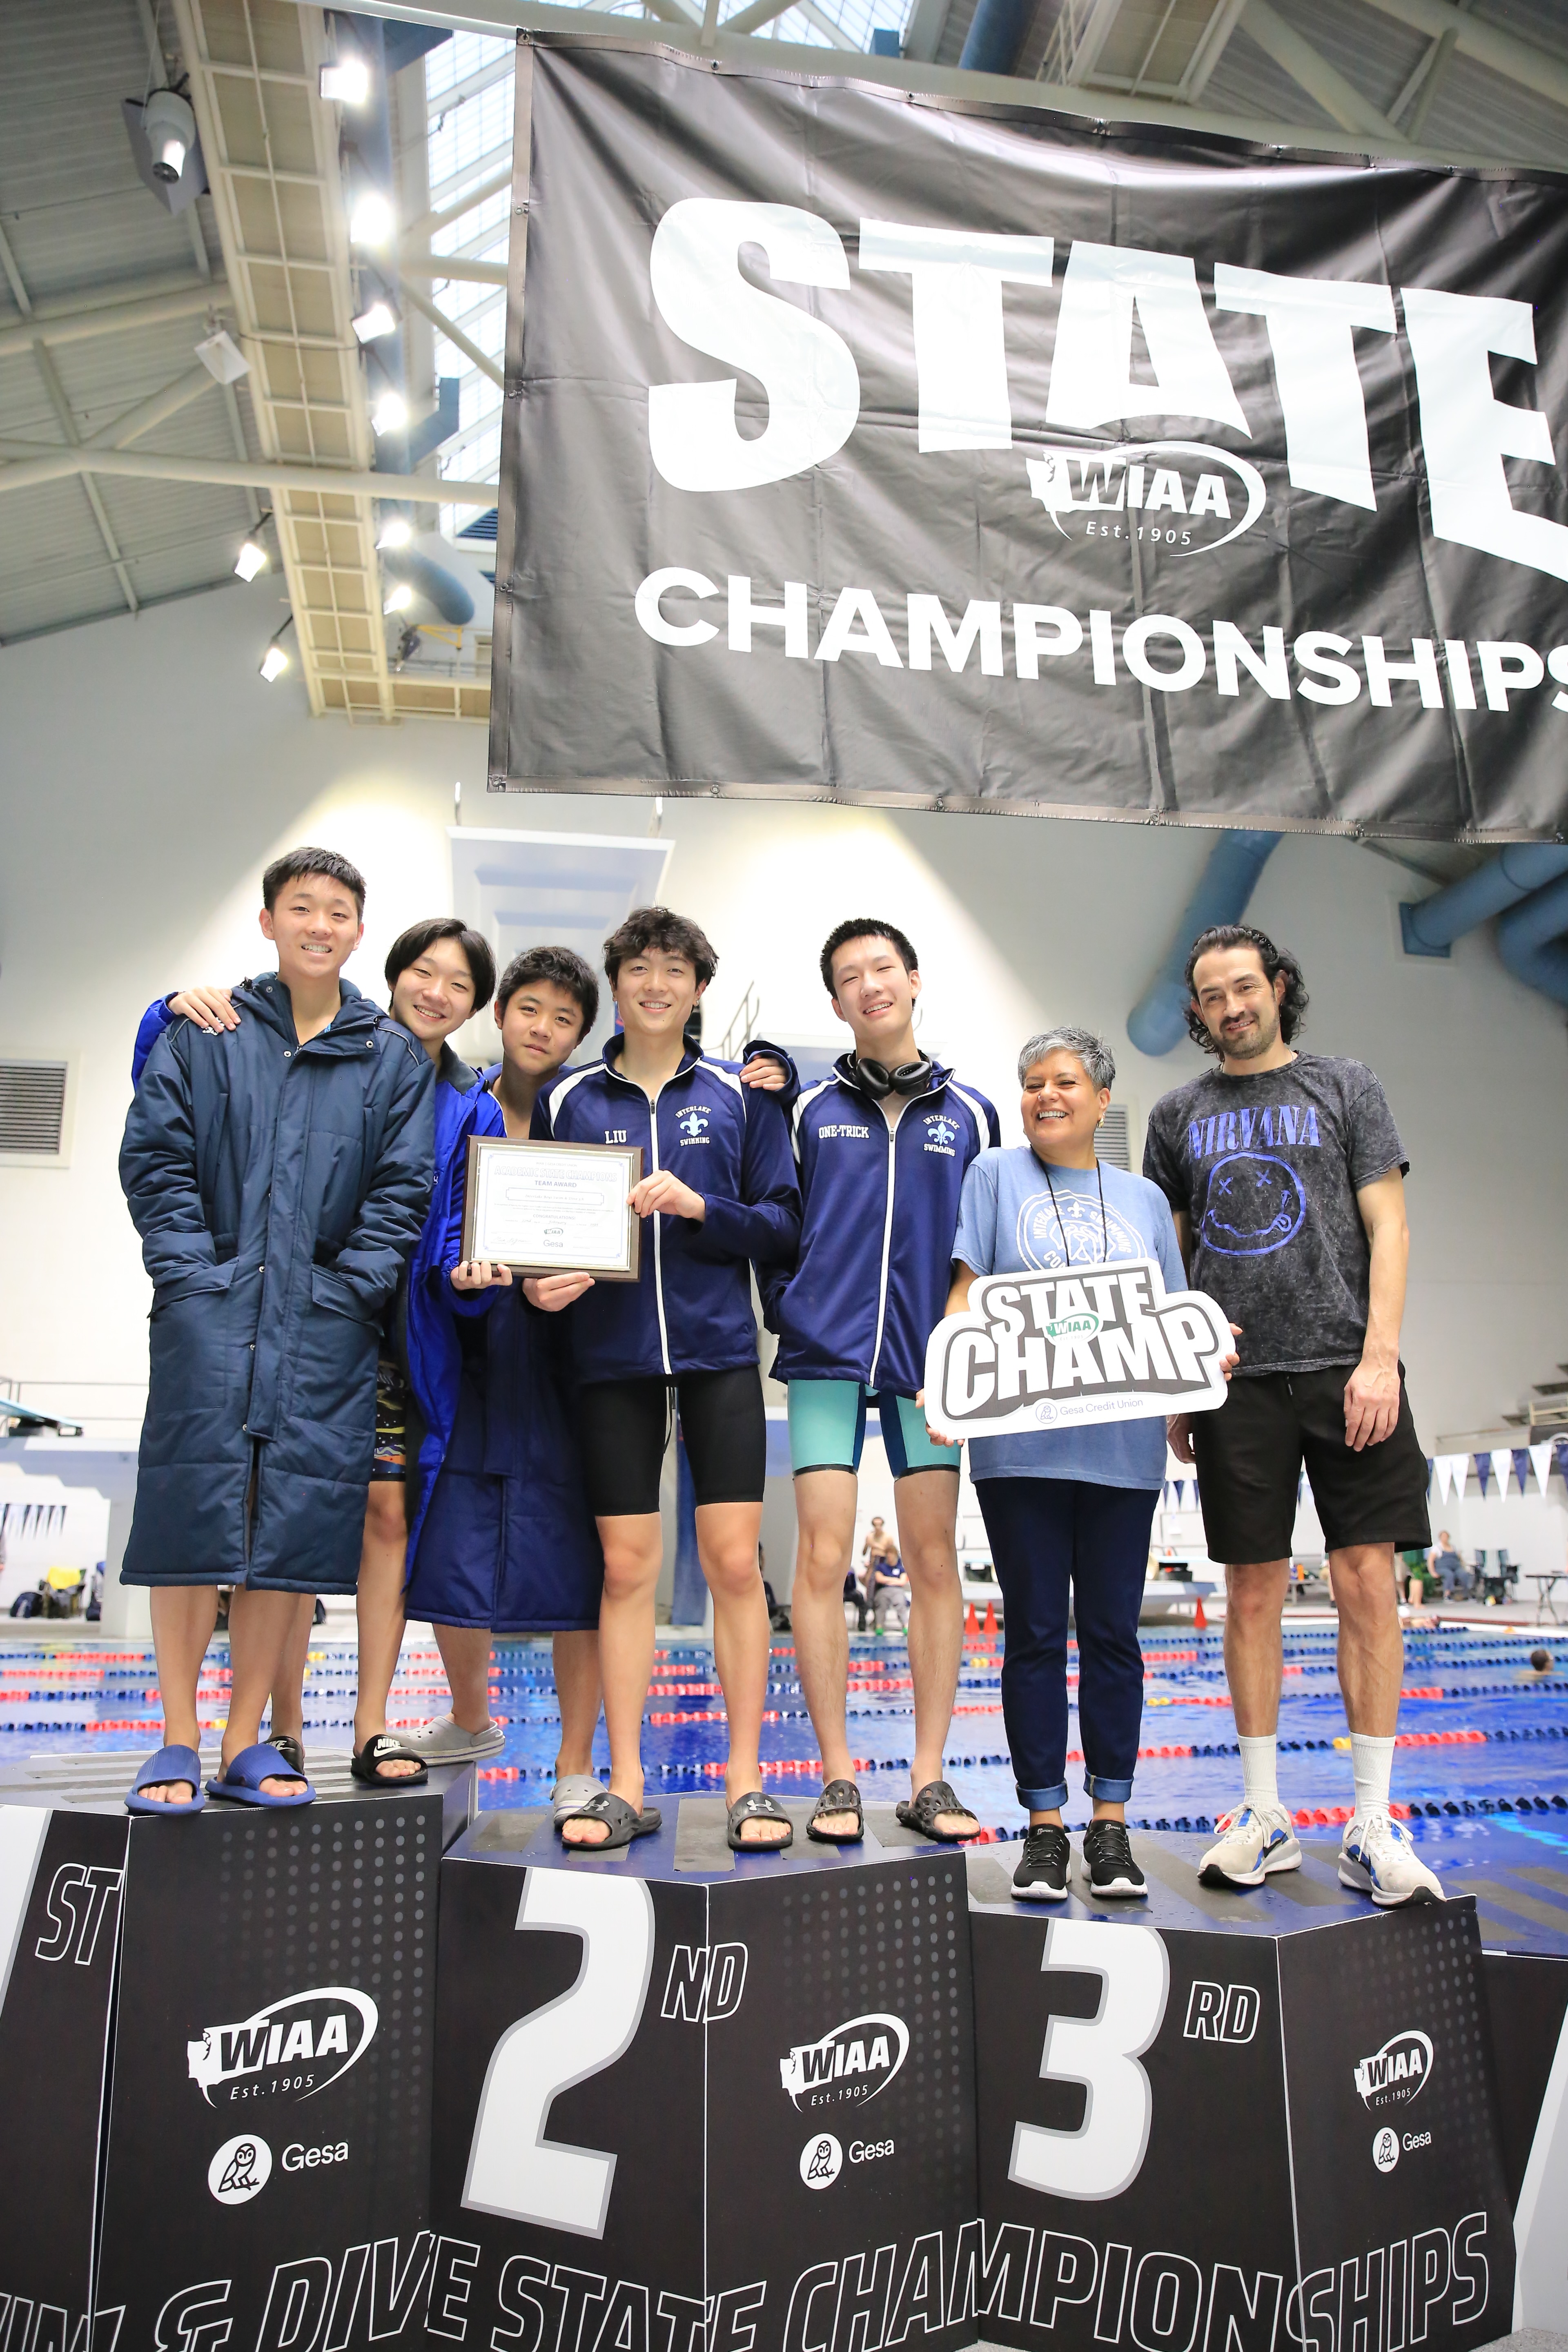 STATE
WIAA
Est.1905
CHAMPIONSHIPS
LIU
INTERLAKE
SWIMMING
ONE-TRICK
INTERLAKE
SWIMMING
TEAM AWARD
WIAA
Gesa
NIRVANA
STATE
WIAA
CHAMP
Gesa Credit Union
NIKE
ST
2ND
3RD
WIAA
Est.1905
Gesa
WIAA
Est.1905
Gesa
WIAA
Est.1905
Gesa
& DIVE STATE CHAMPIONSHIPS